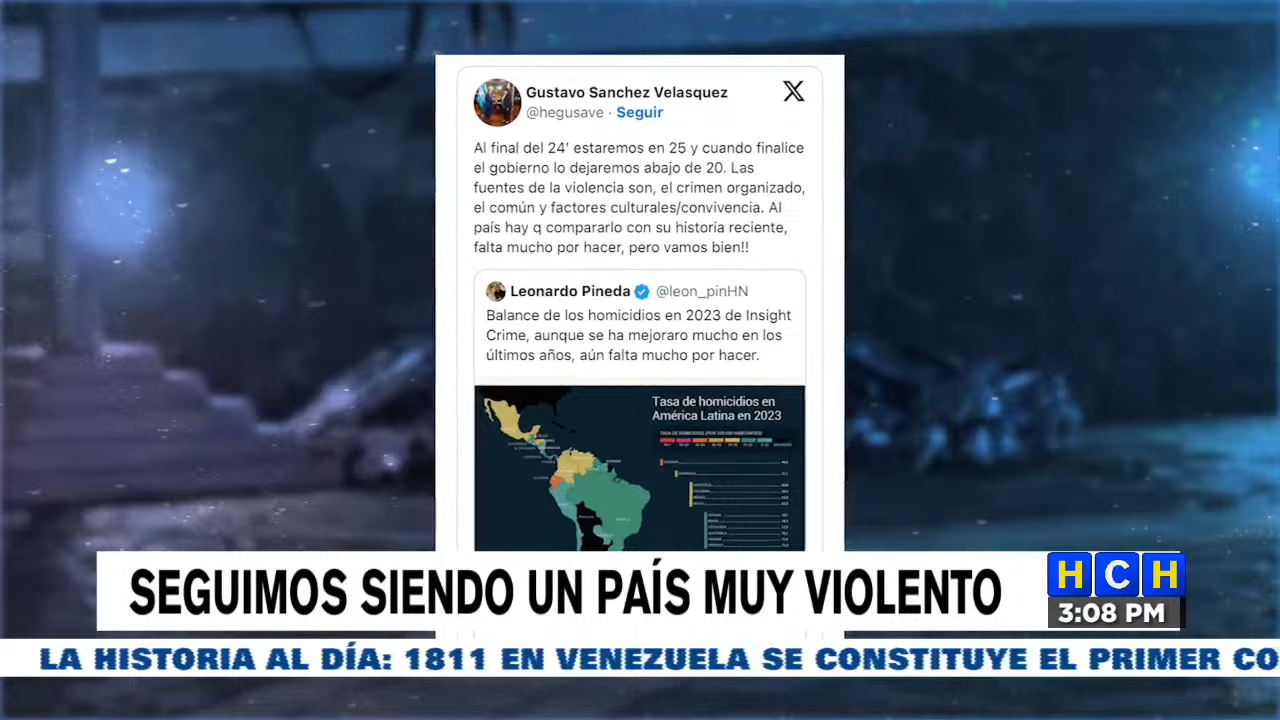 Gustavo Sanchez Velasquez
@hegusave · Seguir
Al final del 24’ estaremos en 25 y cuando finalice
el gobierno lo dejaremos abajo de 20. Las
fuentes de la violencia son, el crimen organizado,
el común y factores culturales/convivencia. Al
país hay q compararlo con su historia reciente,
falta mucho por hacer, pero vamos bien!!
Leonardo Pineda @leon_pinHN
Balance de los homicidios en 2023 de Insight
Crime, aunque se ha mejoraro mucho en los
últimos años, aún falta mucho por hacer.
Tasa de homicidios en
América Latina en 2023
SEGUIMOS SIENDO UN PAÍS MUY VIOLENTO
HCH
3:08 PM
LA HISTORIA AL DÍA: 1811 EN VENEZUELA SE CONSTITUYE EL PRIMER CO